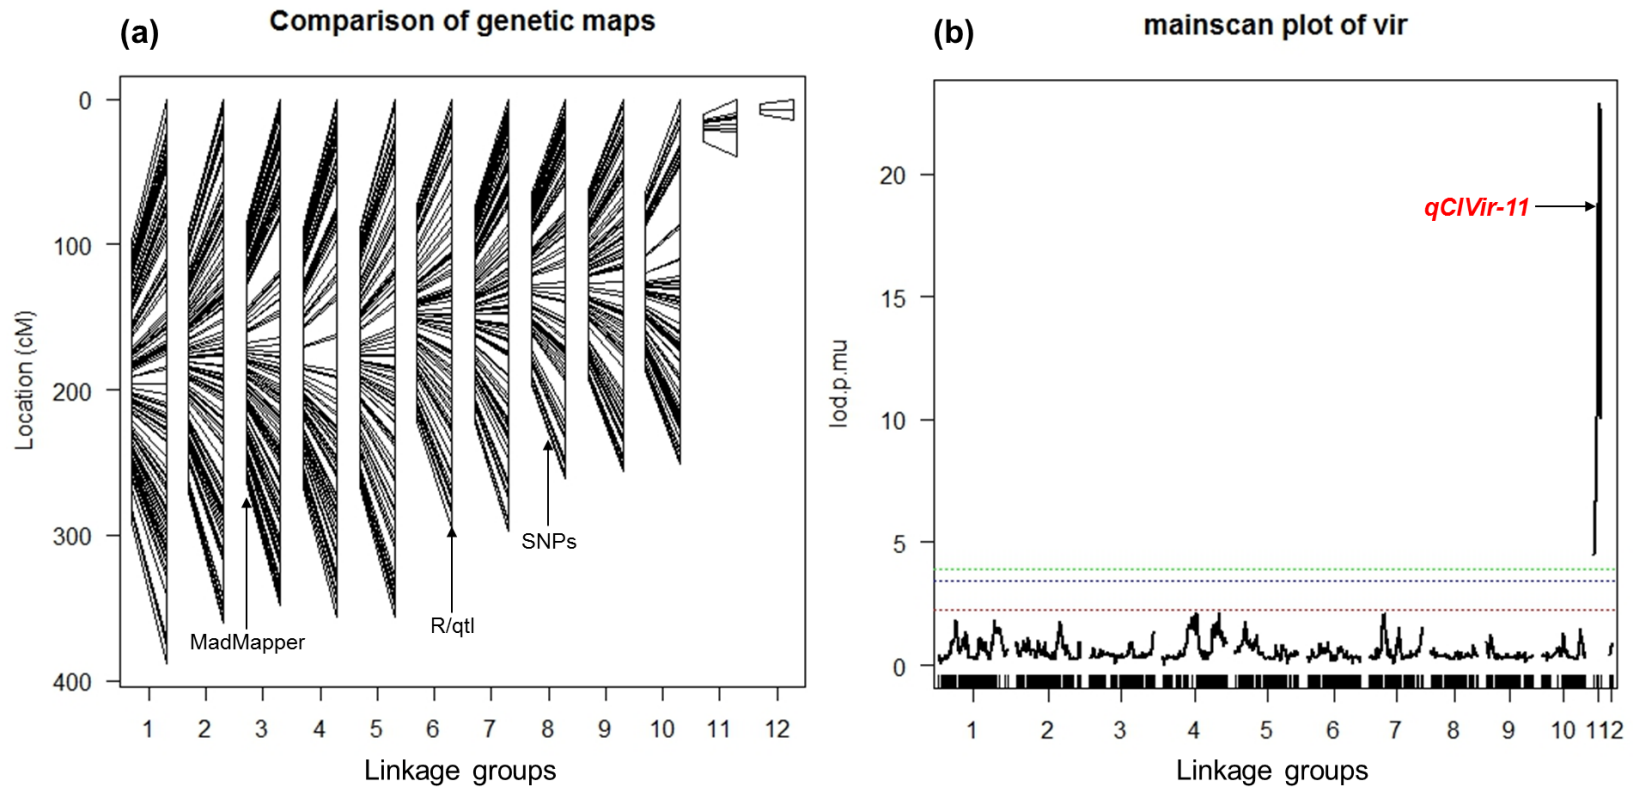 (a)
Comparison of genetic maps
Location (cM)
0
100
200
300
400
MadMapper
R/qtl
SNPs
1 2 3 4 5 6 7 8 9 10 11 12
Linkage groups
(b)
mainscan plot of vir
lod.p.mu
20
15
10
5
0
qClVir-11
1 2 3 4 5 6 7 8 9 10 1112
Linkage groups